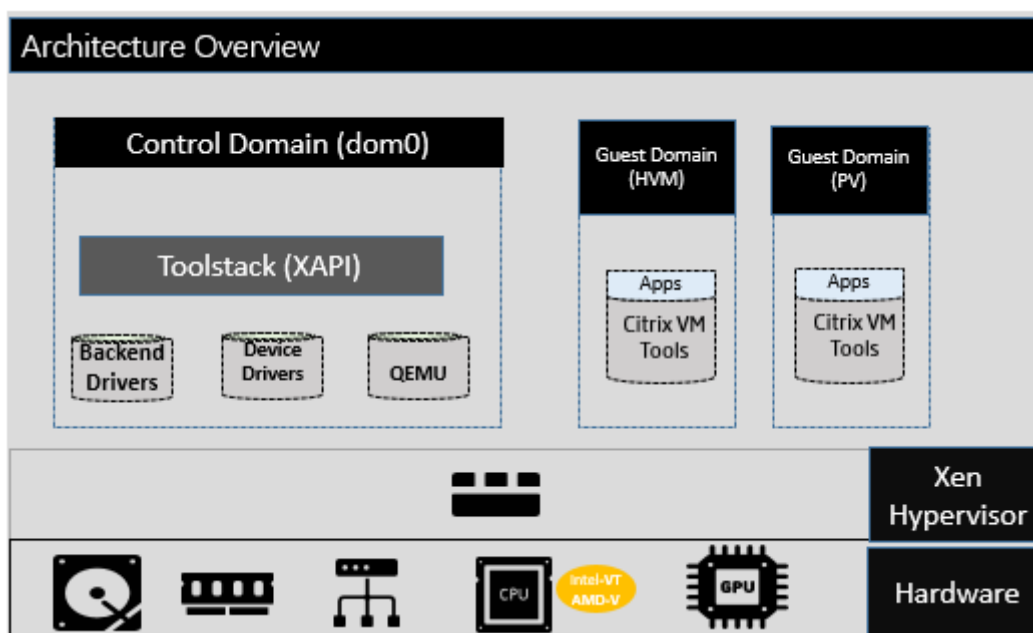 Architecture Overview
Control Domain (dom0)
Toolstack (XAPI)
Backend
Drivers
Device
Drivers
QEMU
Guest Domain
(HVM)
Apps
Citrix VM
Tools
Guest Domain
(PV)
Apps
Citrix VM
Tools
Xen
Hypervisor
CPU
Intel-VT
AMD-V
GPU
Hardware